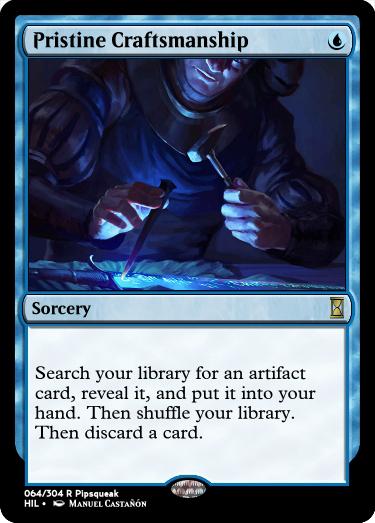 Pristine Craftsmanship
Sorcery
Search your library for an artifact
card, reveal it, and put it into your
hand. Then shuffle your library.
Then discard a card.
064/304 R Pipsqueak
HIL • Manuel Castañón